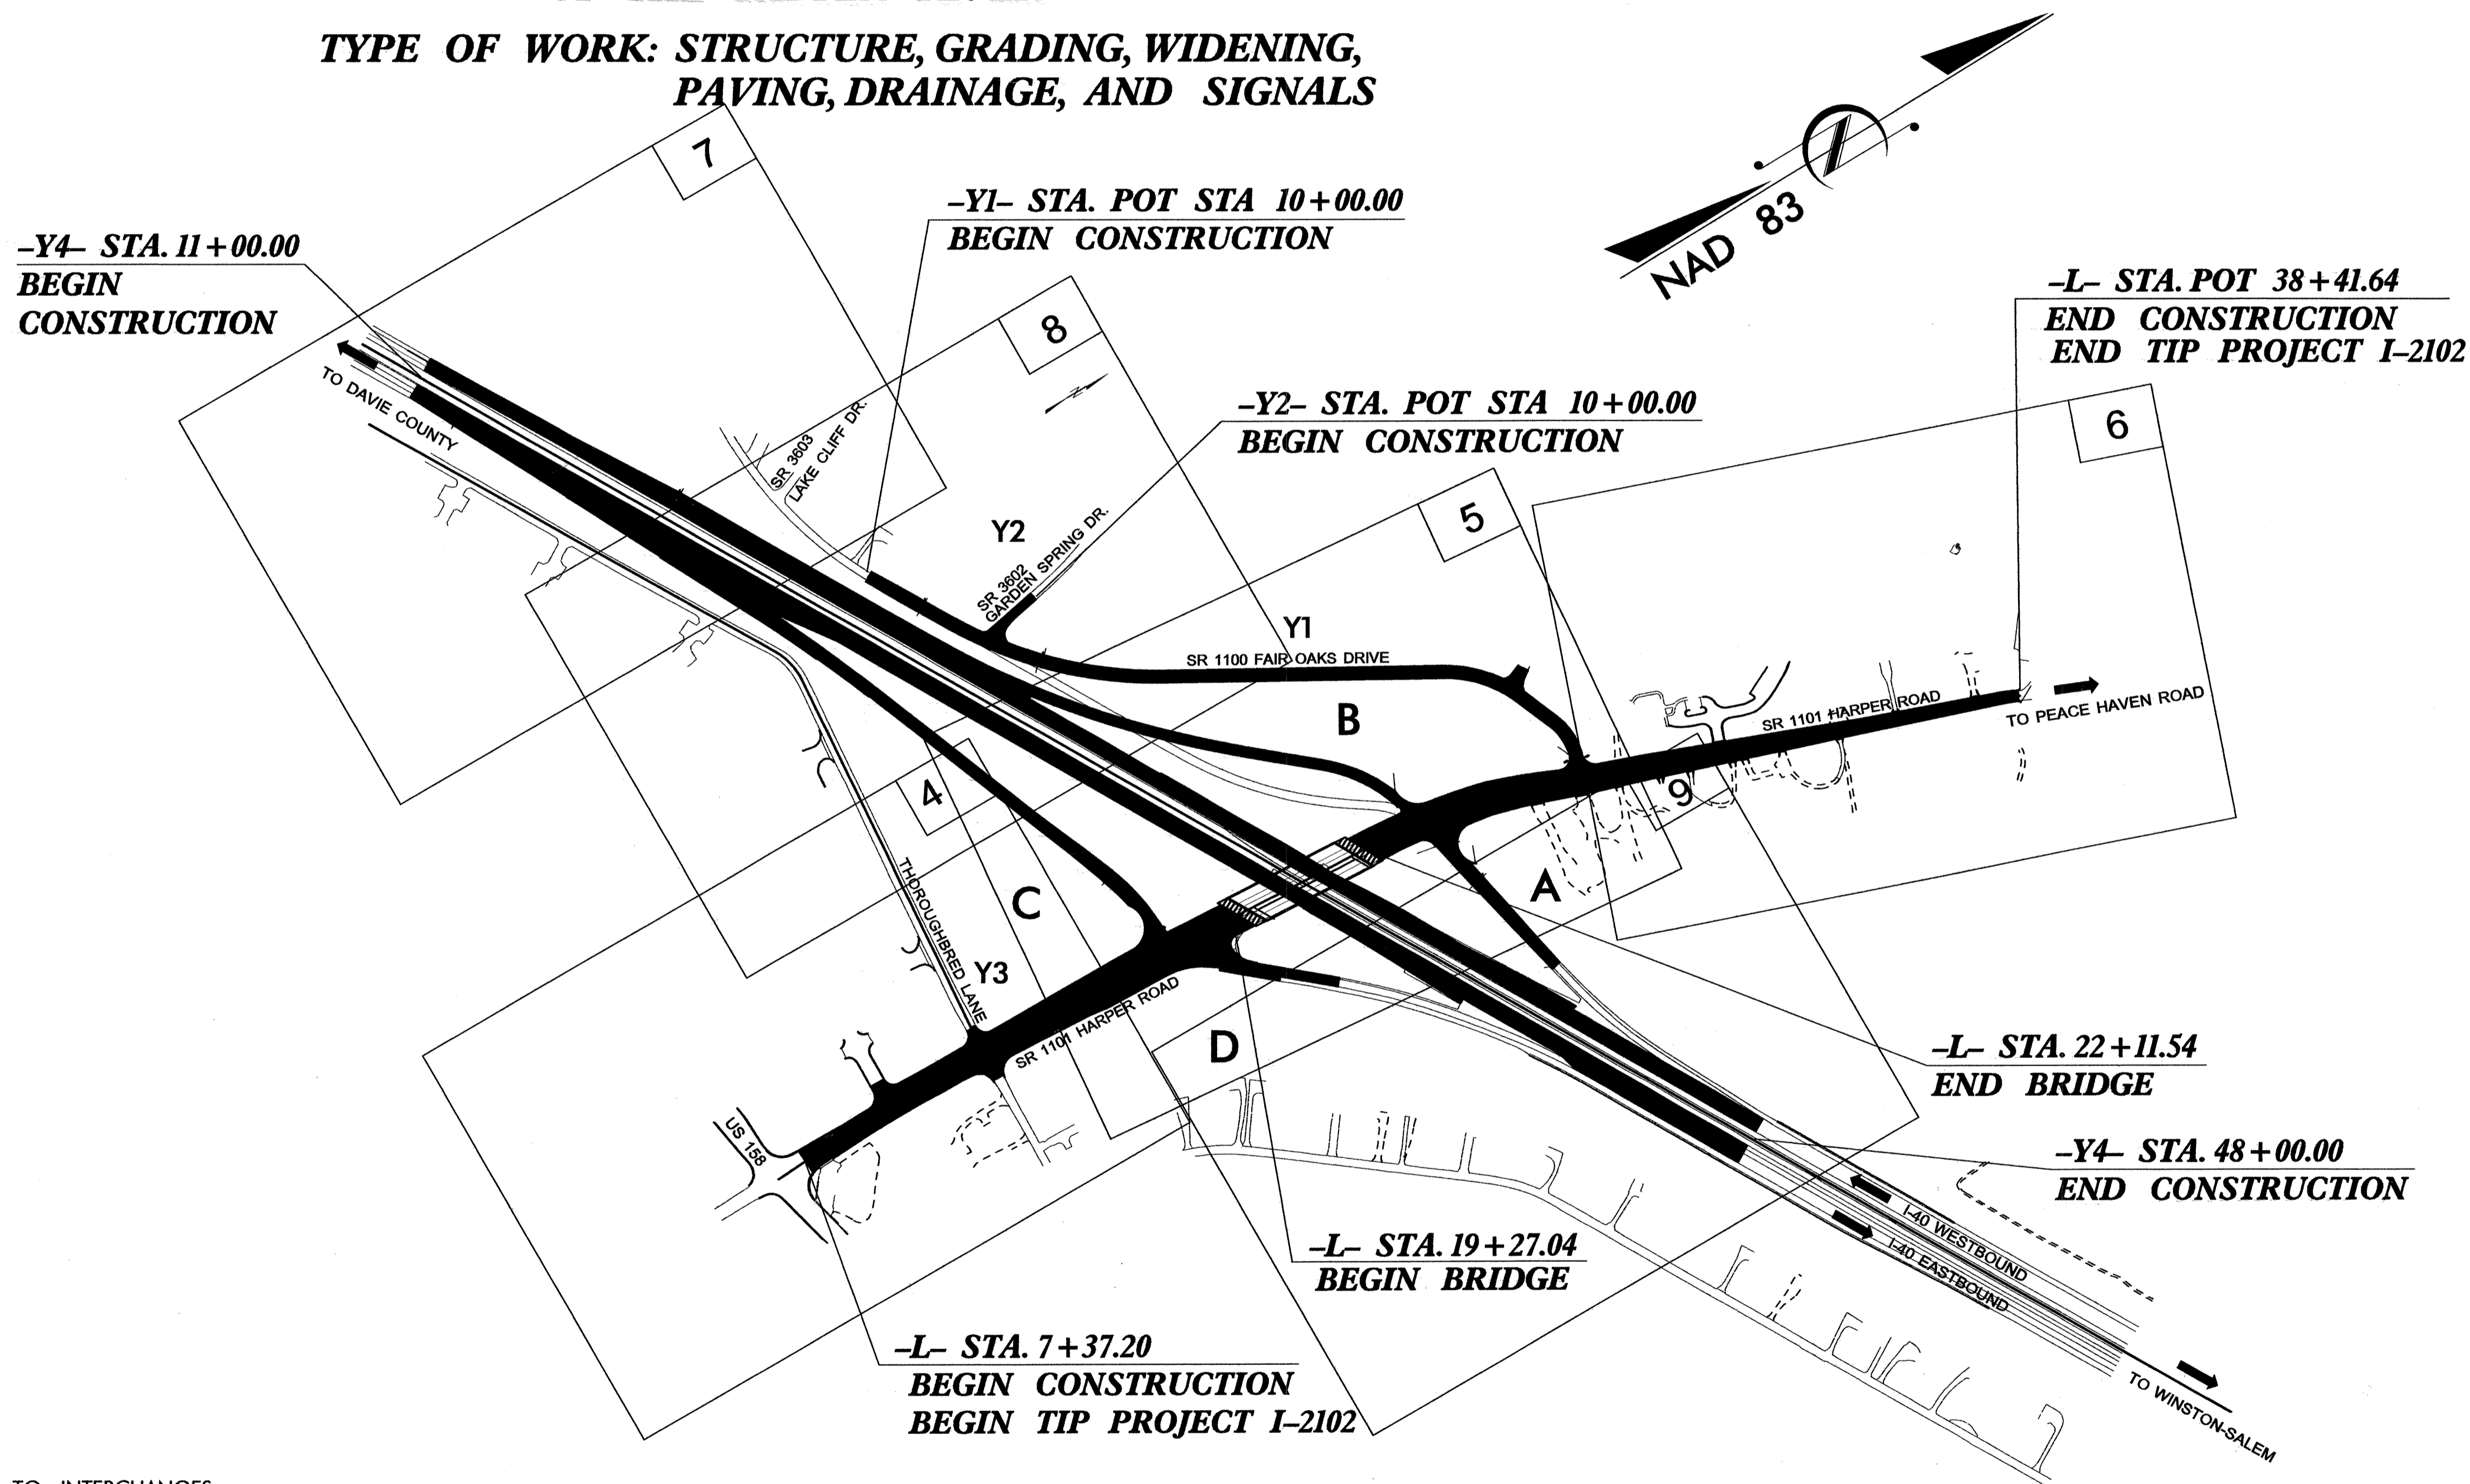 TYPE OF WORK: STRUCTURE, GRADING, WIDENING,
PAVING, DRAINAGE, AND SIGNALS
7
–Y1– STA. POT STA 10+00.00
BEGIN CONSTRUCTION
NAD 83
–Y4– STA. 11+00.00
BEGIN
CONSTRUCTION
–L– STA. POT 38+41.64
END CONSTRUCTION
END TIP PROJECT I–2102
8
–Y2– STA. POT STA 10+00.00
BEGIN CONSTRUCTION
6
TO DAVIE COUNTY
SR 3603
LAKE CLIFF DR.
5
Y2
SR 3602
GARDEN SPRING DR.
Y1
SR 1100 FAIR OAKS DRIVE
B
SR 1101 HARPER ROAD
TO PEACE HAVEN ROAD
4
9
A
C
THOROUGHBRED LANE
Y3
SR 1101 HARPER ROAD
D
–L– STA. 22+11.54
END BRIDGE
US 158
–Y4– STA. 48+00.00
END CONSTRUCTION
I-40 WESTBOUND
I-40 EASTBOUND
–L– STA. 19+27.04
BEGIN BRIDGE
–L– STA. 7+37.20
BEGIN CONSTRUCTION
BEGIN TIP PROJECT I–2102
TO WINSTON-SALEM
TO INTERCHANGES